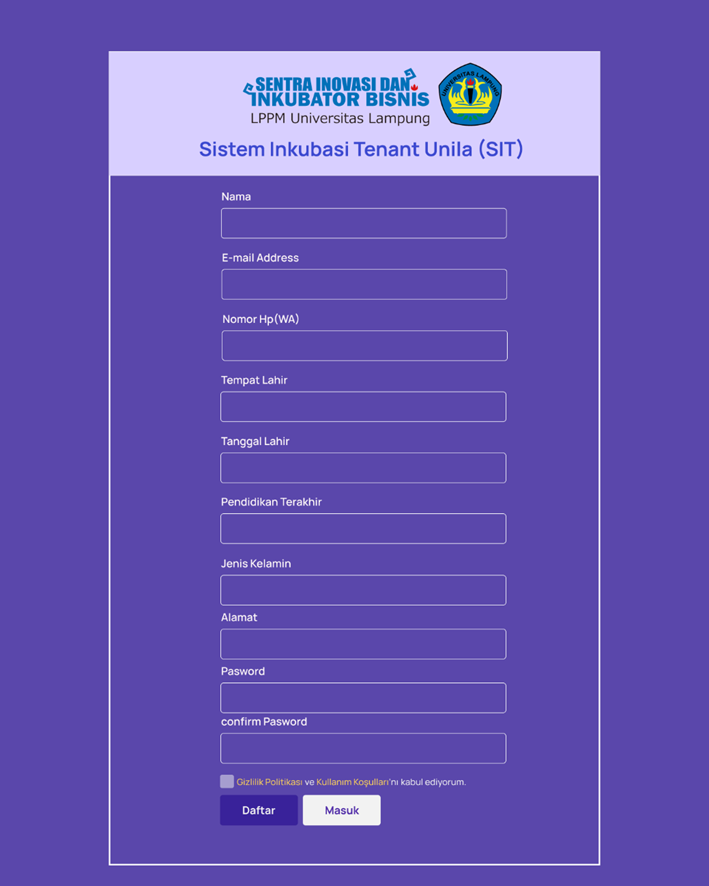 SENTRA INOVASI DAN
INKUBATOR BISNIS
LPPM Universitas Lampung
UNIVERSITAS LAMPUNG
Sistem Inkubasi Tenant Unila (SIT)
Nama
E-mail Address
Nomor Hp(WA)
Tempat Lahir
Tanggal Lahir
Pendidikan Terakhir
Jenis Kelamin
Alamat
Pasword
confirm Pasword
Gizlilik Politikası ve Kullanım Koşulları'nı kabul ediyorum.
Daftar
Masuk